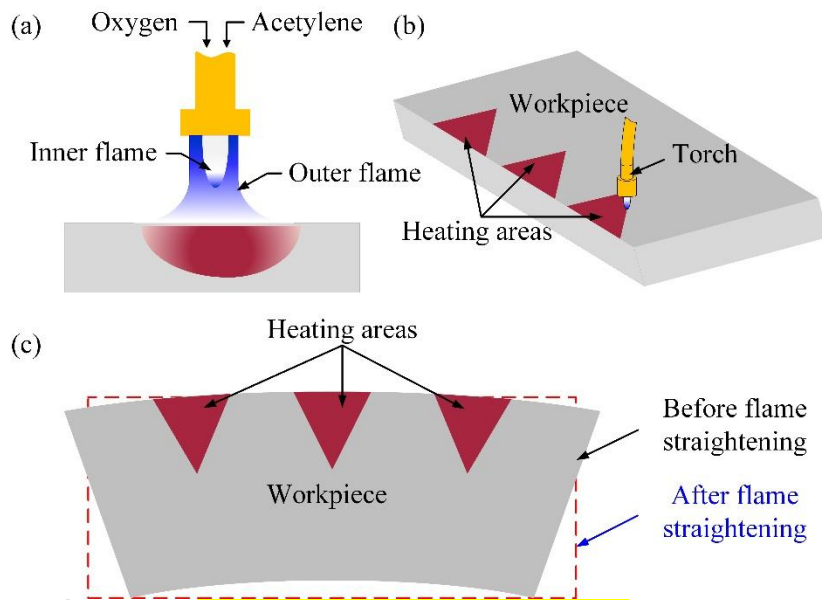 (a)
Oxygen
Acetylene
Inner flame
Outer flame
(b)
Workpiece
Torch
Heating areas
(c)
Heating areas
Workpiece
Before flame
straightening
After flame
straightening